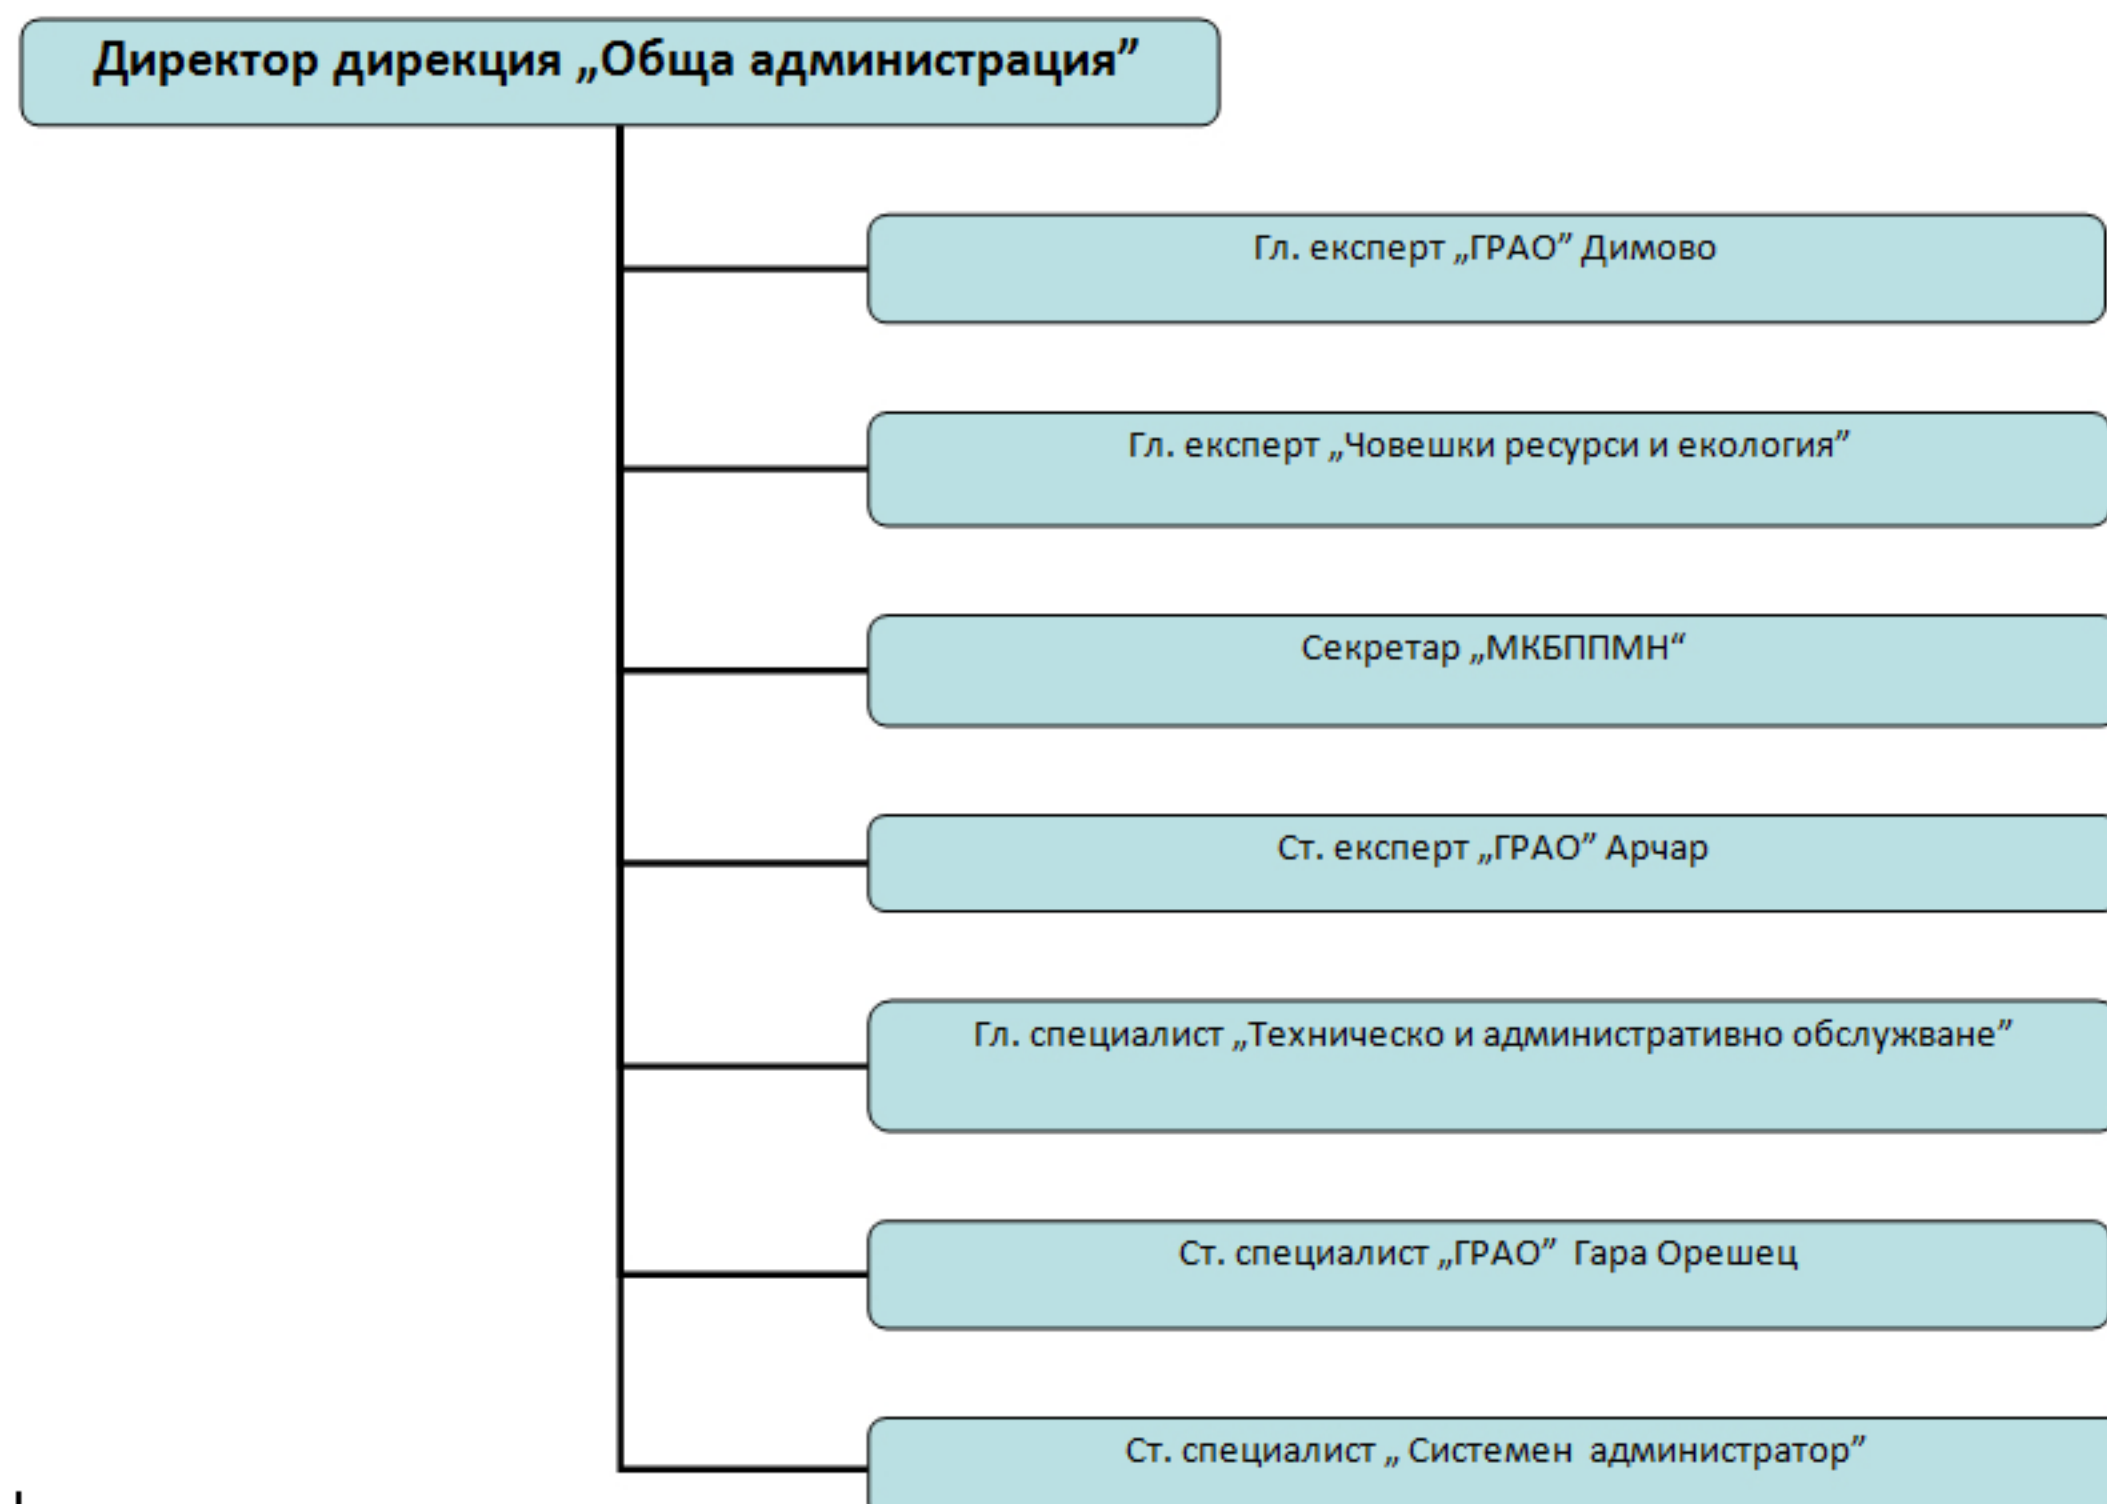 Директор дирекция „Обща администрация”
Гл. експерт „ГРАО” Димово
Гл. експерт „Човешки ресурси и екология”
Секретар „МКБППМН“
Ст. експерт „ГРАО” Арчар
Гл. специалист „Техническо и административно обслужване”
Ст. специалист „ГРАО”  Гара Орешец
Ст. специалист „ Системен  администратор”